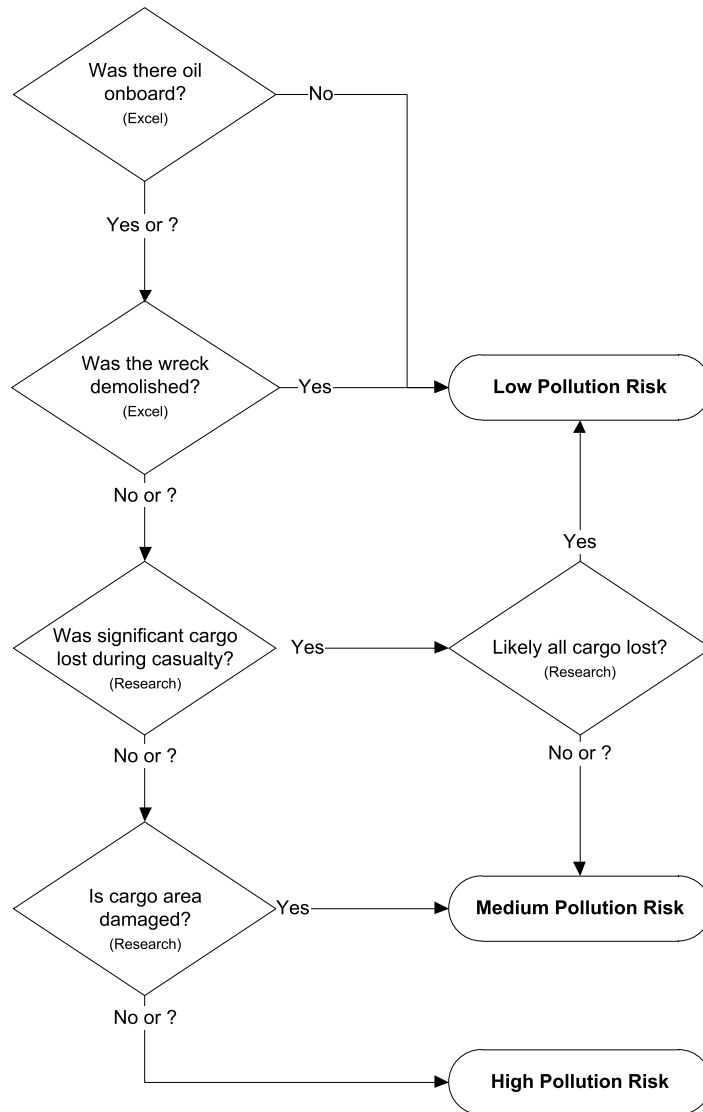 Was there oil
onboard?
(Excel)
No
Yes or ?
Was the wreck
demolished?
(Excel)
Yes
Low Pollution Risk
No or ?
Yes
Was significant cargo
lost during casualty?
(Research)
Yes
Likely all cargo lost?
(Research)
No or ?
No or ?
Is cargo area
damaged?
(Research)
Yes
Medium Pollution Risk
No or ?
High Pollution Risk